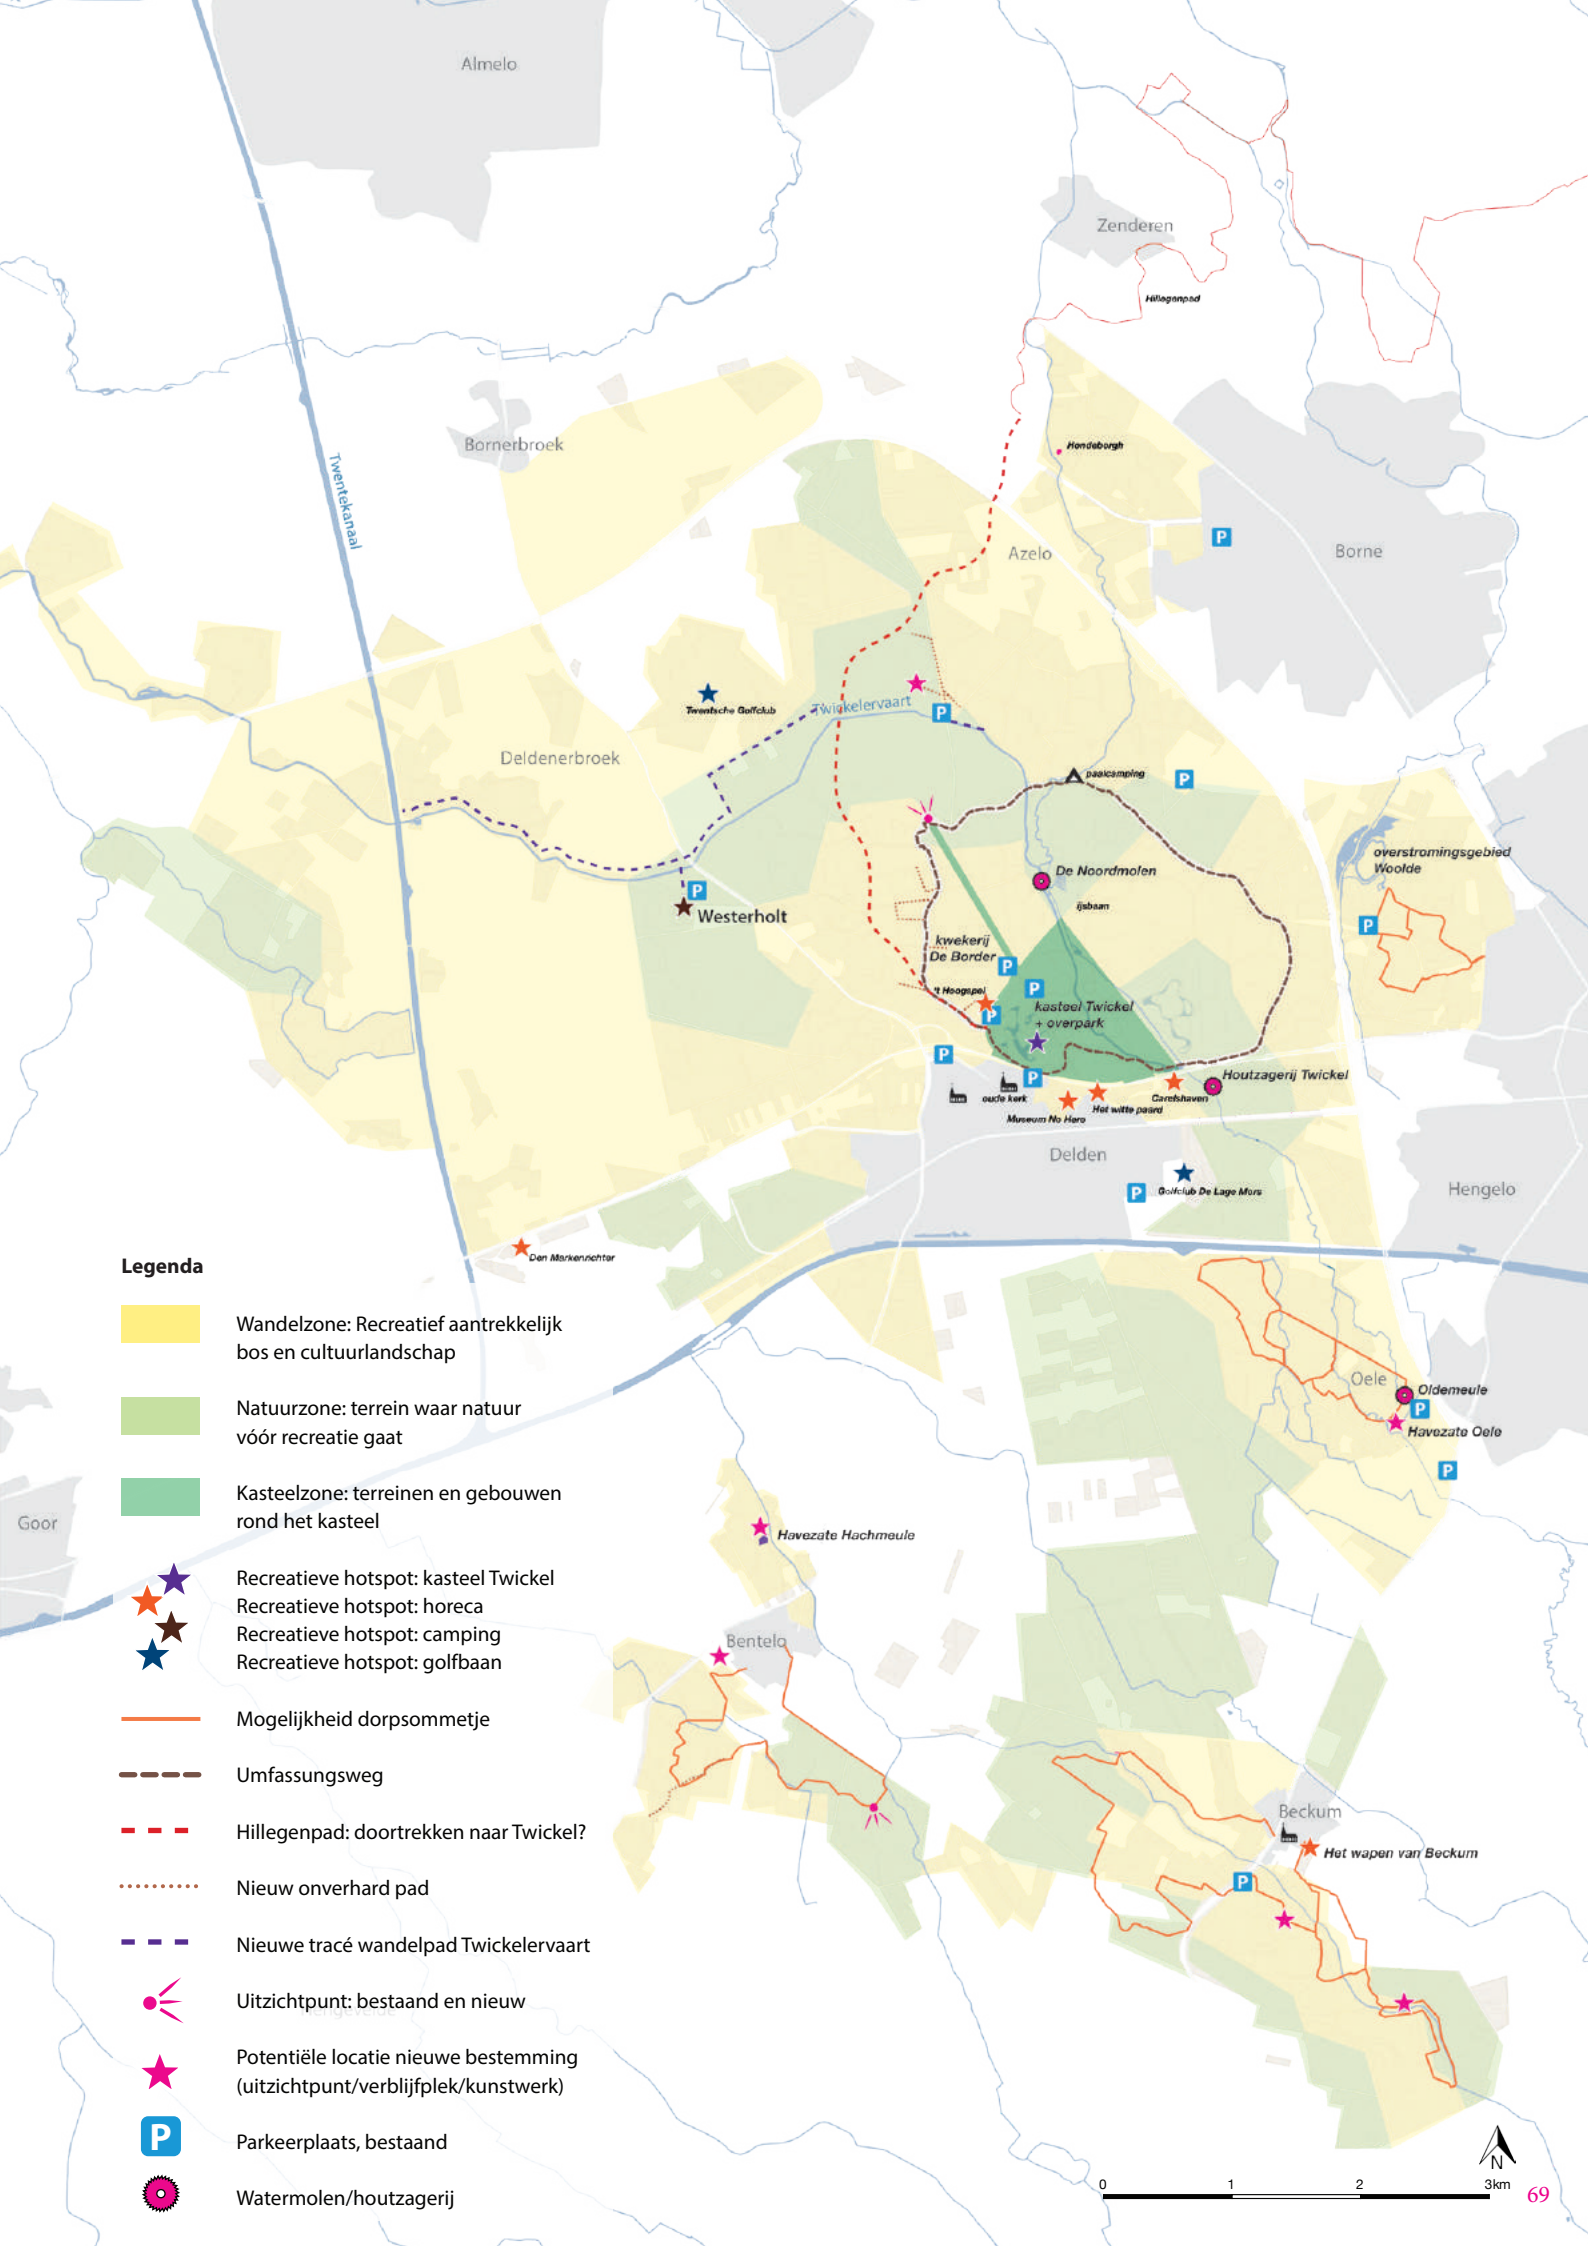 Almelo
Zenderen
Hillegenpad
Bornerbroek
Hondeborgh
Twentekanaal
Azelo
Borne
P
Twentsche Golfclub
Twickelervaart
P
Deldenerbroek
paalcamping
P
overstromingsgebied
Woolde
De Noordmolen
P
Westerholt
ijsbaan
P
kwekerij
De Border
P
P
't Hoogspel
kasteel Twickel
+ overpark
P
P
P
Houtzagerij Twickel
oude kerk
Carelshaven
Het witte paard
Museum No Hero
Delden
P
Golfclub De Lage Mors
Hengelo
Den Markenrichter
Oele
Oldemeule
P
Havezate Oele
P
Goor
Havezate Hachmeule
Bentelo
Beckum
Het wapen van Beckum
P
Legenda
Wandelzone: Recreatief aantrekkelijk
bos en cultuurlandschap
Natuurzone: terrein waar natuur
vóór recreatie gaat
Kasteelzone: terreinen en gebouwen
rond het kasteel
Recreatieve hotspot: kasteel Twickel
Recreatieve hotspot: horeca
Recreatieve hotspot: camping
Recreatieve hotspot: golfbaan
Mogelijkheid dorpsommetje
Umfassungsweg
Hillegenpad: doortrekken naar Twickel?
Nieuw onverhard pad
Nieuwe tracé wandelpad Twickelervaart
Uitzichtpunt: bestaand en nieuw
Potentiële locatie nieuwe bestemming
(uitzichtpunt/verblijfplek/kunstwerk)
P Parkeerplaats, bestaand
Watermolen/houtzagerij
N
0 1 2 3km
69